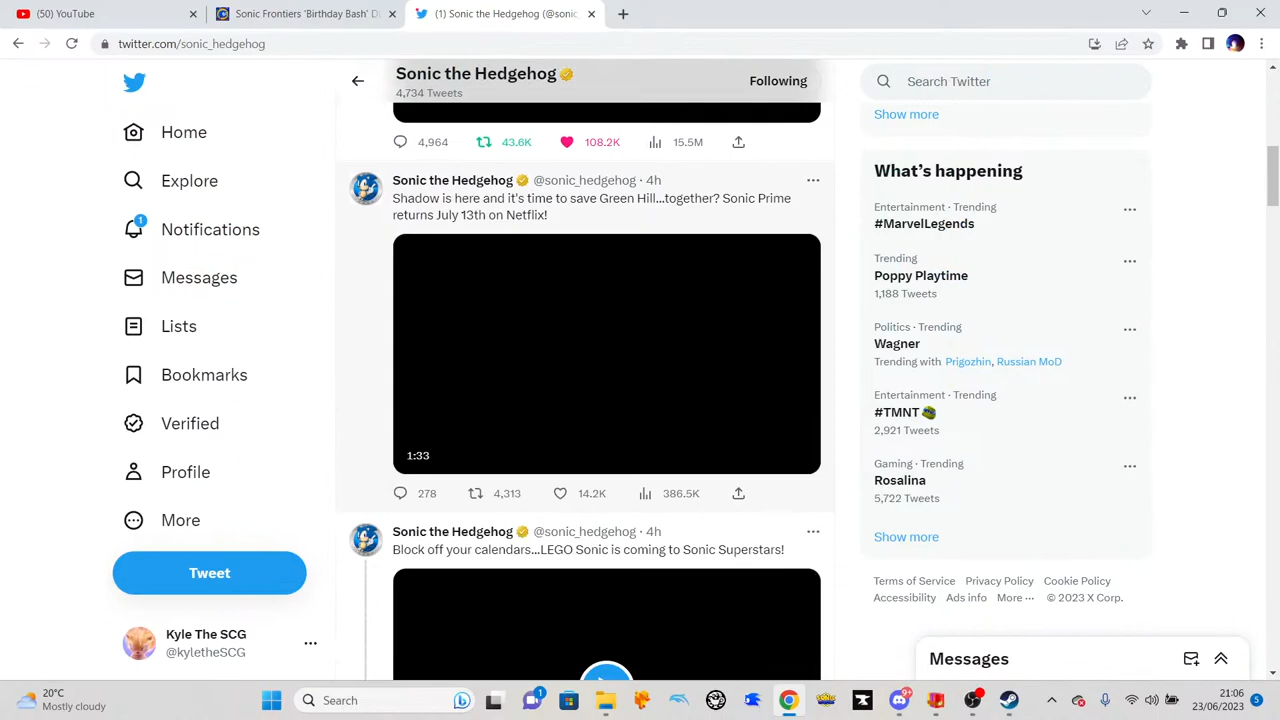 (50) YouTube
Sonic Frontiers 'Birthday Bash' D
(1) Sonic the Hedgehog (@sonic_
twitter.com/sonic_hedgehog
Sonic the Hedgehog
4,734 Tweets
Following
Home
Explore
1
Notifications
Messages
Lists
Bookmarks
Verified
Profile
More
Tweet
Kyle The SCG
@kyletheSCG
4,964
43.6K
108.2K
15.5M
Sonic the Hedgehog @sonic_hedgehog · 4h
Shadow is here and it's time to save Green Hill...together? Sonic Prime
returns July 13th on Netflix!
1:33
278
4,313
14.2K
386.5K
Sonic the Hedgehog @sonic_hedgehog · 4h
Block off your calendars...LEGO Sonic is coming to Sonic Superstars!
Search Twitter
Show more
What's happening
Entertainment · Trending
#MarvelLegends
Trending
Poppy Playtime
1,188 Tweets
Politics · Trending
Wagner
Trending with Prigozhin, Russian MoD
Entertainment · Trending
#TMNT
2,921 Tweets
Gaming · Trending
Rosalina
5,722 Tweets
Show more
Terms of Service Privacy Policy Cookie Policy
Accessibility Ads info More ··· © 2023 X Corp.
Messages
20°C
Mostly cloudy
Search
1
9+
21:06
23/06/2023
5